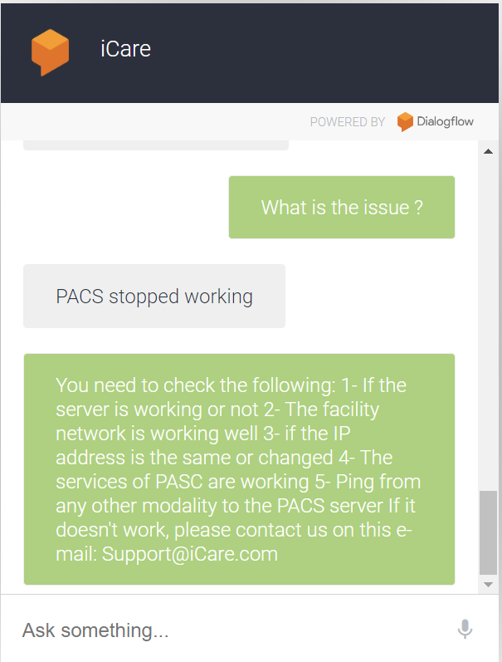 iCare
POWERED BY Dialogflow
What is the issue ?
PACS stopped working
You need to check the following: 1- If the
server is working or not 2- The facility
network is working well 3- if the IP
address is the same or changed 4- The
services of PASC are working 5- Ping from
any other modality to the PACS server If it
doesn't work, please contact us on this e-
mail: Support@iCare.com
Ask something...